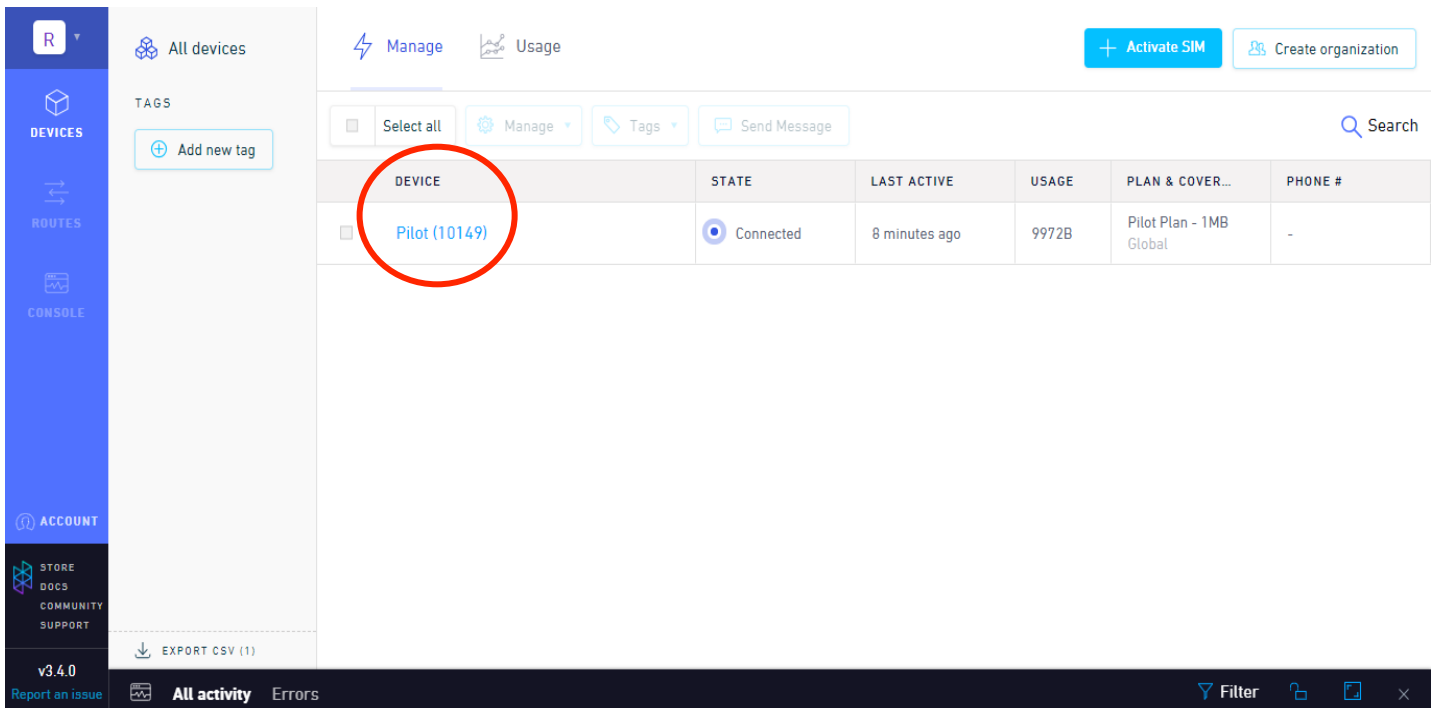 R
DEVICES
ROUTES
CONSOLE
ACCOUNT
STORE
DOCS
COMMUNITY
SUPPORT
v3.4.0
Report an issue
All devices
TAGS
Add new tag
EXPORT CSV (1)
Manage Usage
Activate SIM Create organization
Select all Manage Tags Send Message
Search
DEVICE STATE LAST ACTIVE USAGE PLAN & COVER... PHONE #
Pilot (10149) Connected 8 minutes ago 9972B Pilot Plan - 1MB -
Global
All activity Errors Filter